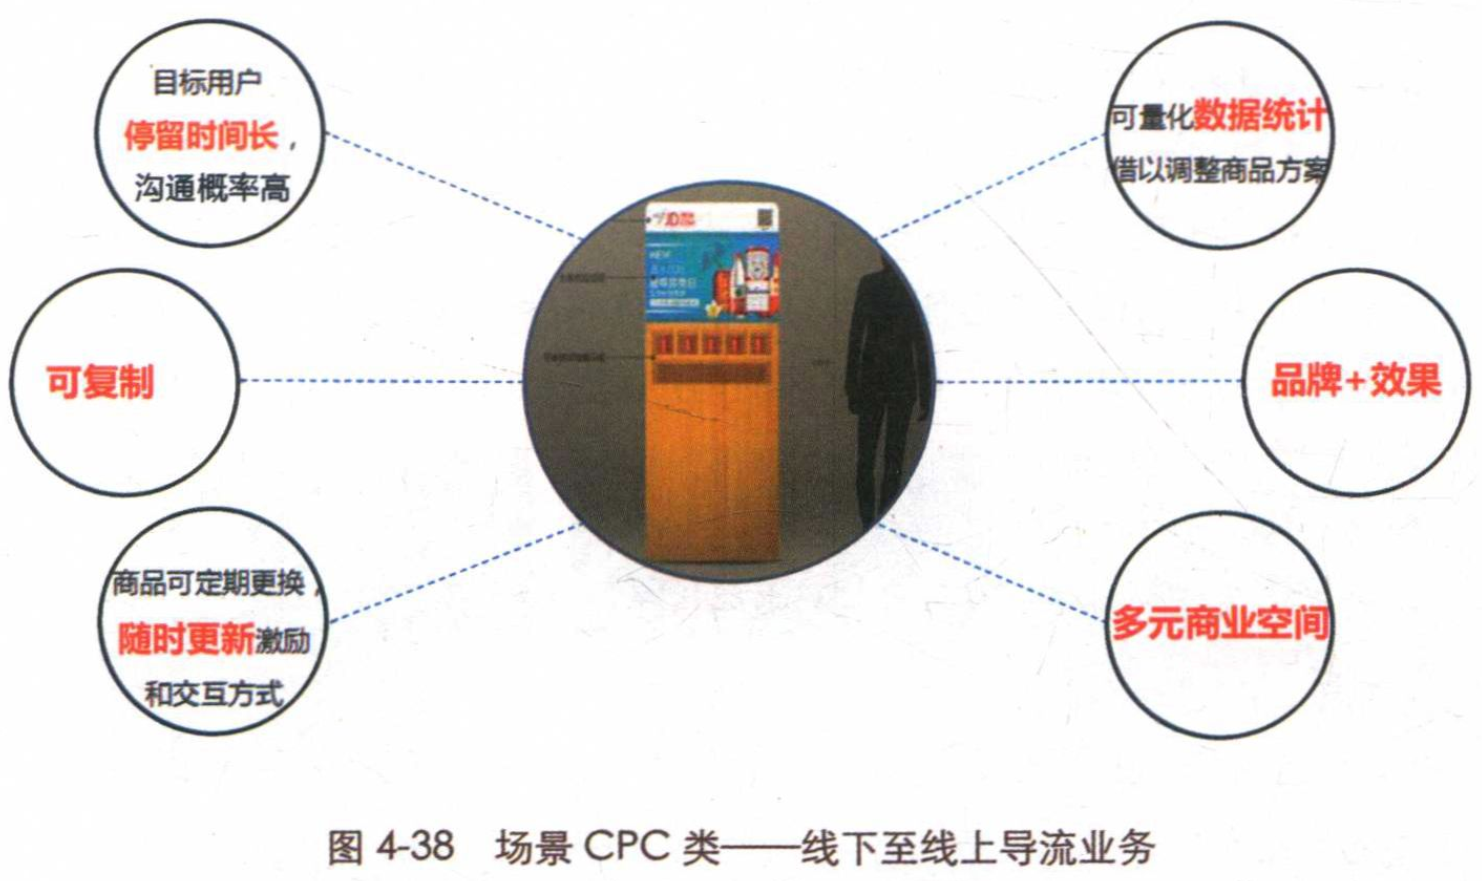 目标用户
停留时间长，
沟通概率高
可复制
商品可定期更换，
随时更新激励
和交互方式
NEW
可量化数据统计
借以调整商品方案
品牌+效果
多元商业空间
图 4-38 场景 CPC 类——线下至线上导流业务